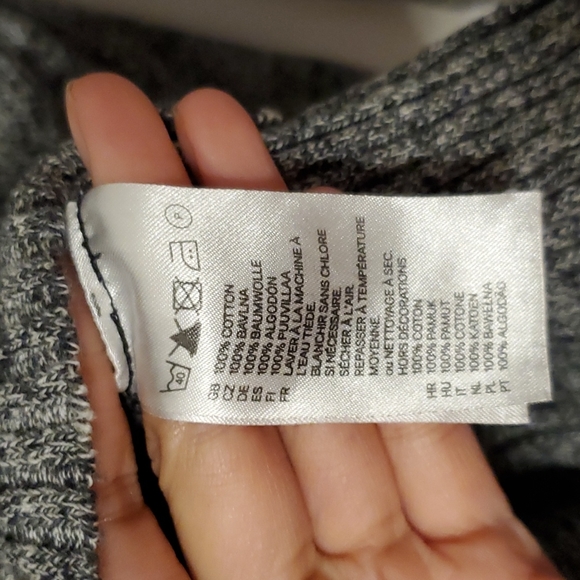 40
P
GB 100% COTTON
CZ 100% BAVLNA
DE 100% BAUMWOLLE
ES 100% ALGODON
FI 100% PUUVILLAA
FR LAVER À LA MACHINE À
L'EAU TIÈDE.
BLANCHIR SANS CHLORE
SI NÉCESSAIRE.
SÉCHER À L'AIR.
REPASSER À TEMPÉRATURE
MOYENNE.
ou NETTOYAGE À SEC.
HORS DÉCORATIONS
100% COTON
HR 100% PAMUK
HU 100% PAMUT
IT 100% COTONE
NL 100% KATOEN
PL 100% BAWEŁNA
PT 100% ALGODÃO